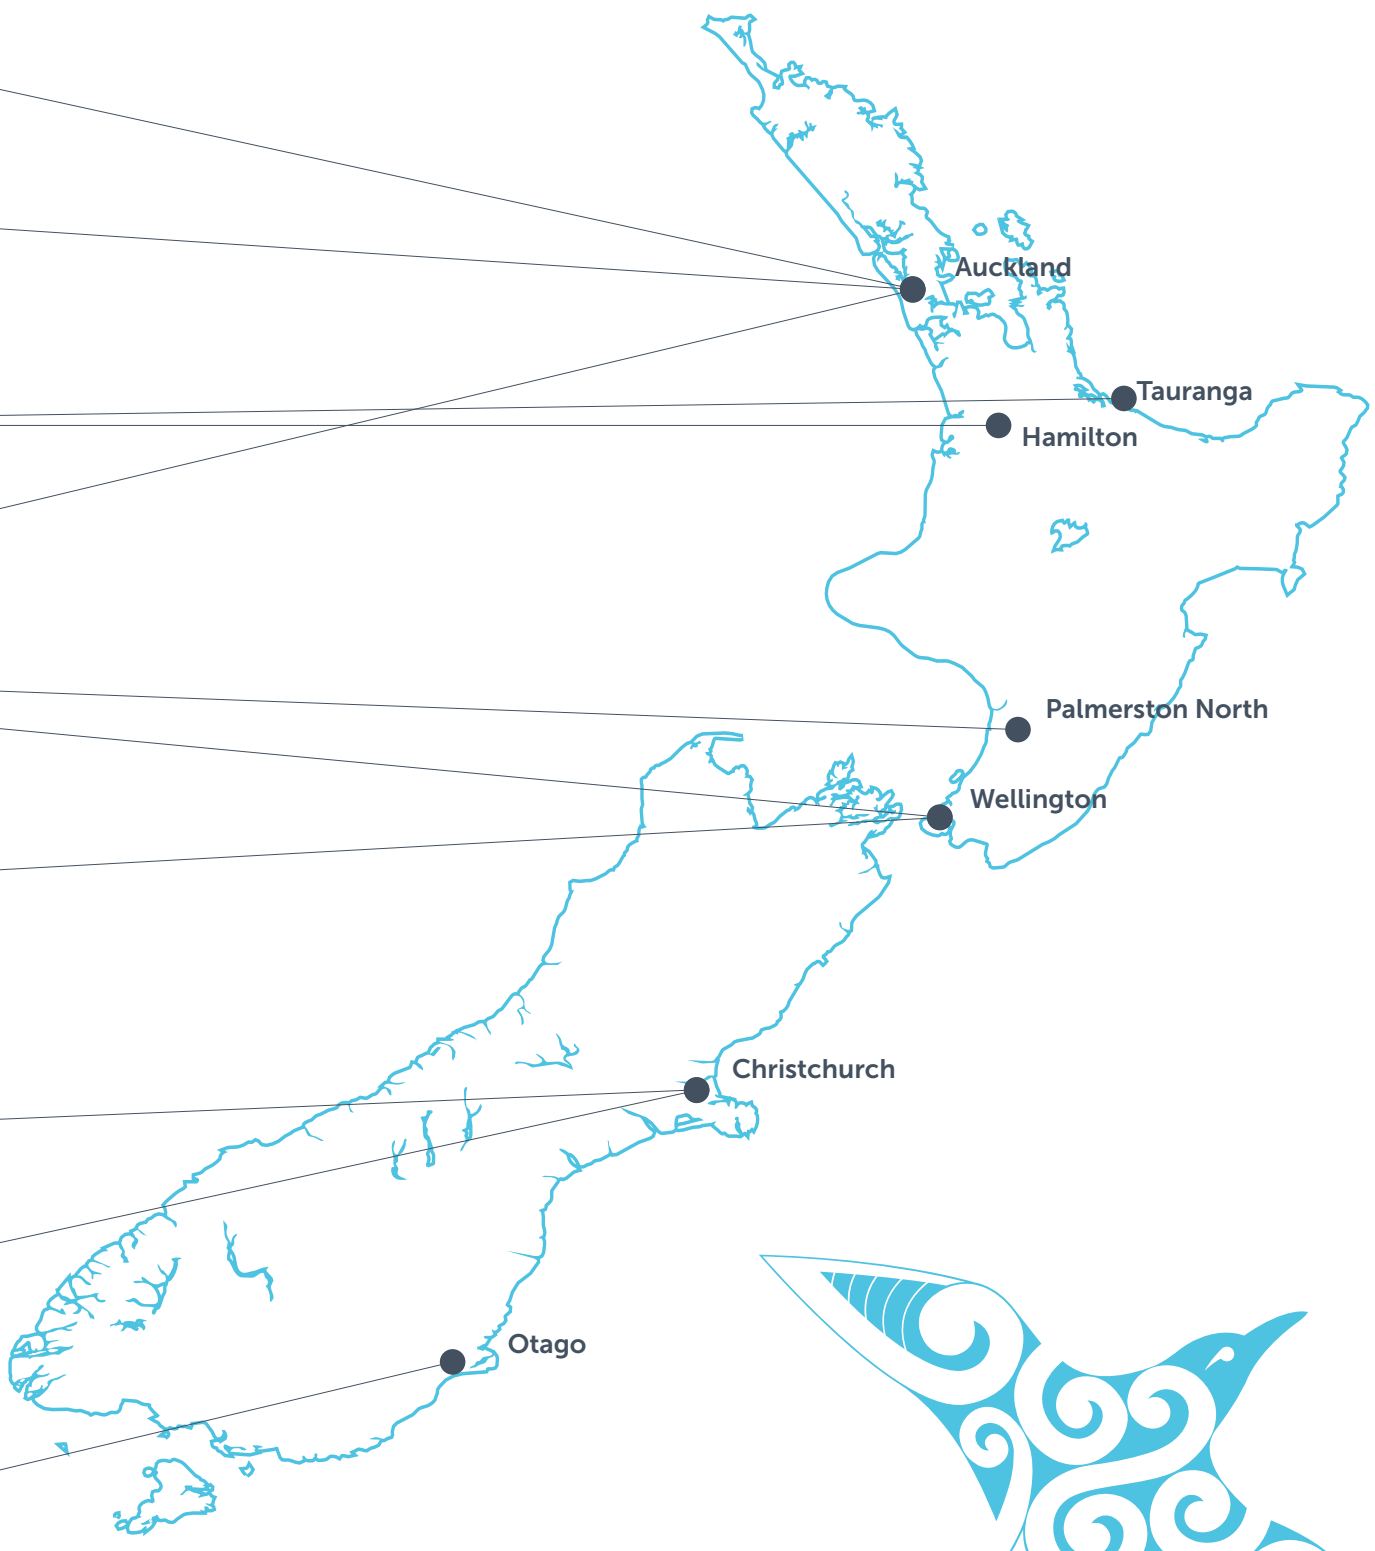 Auckland
Tauranga
Hamilton
Palmerston North
Wellington
Christchurch
Otago